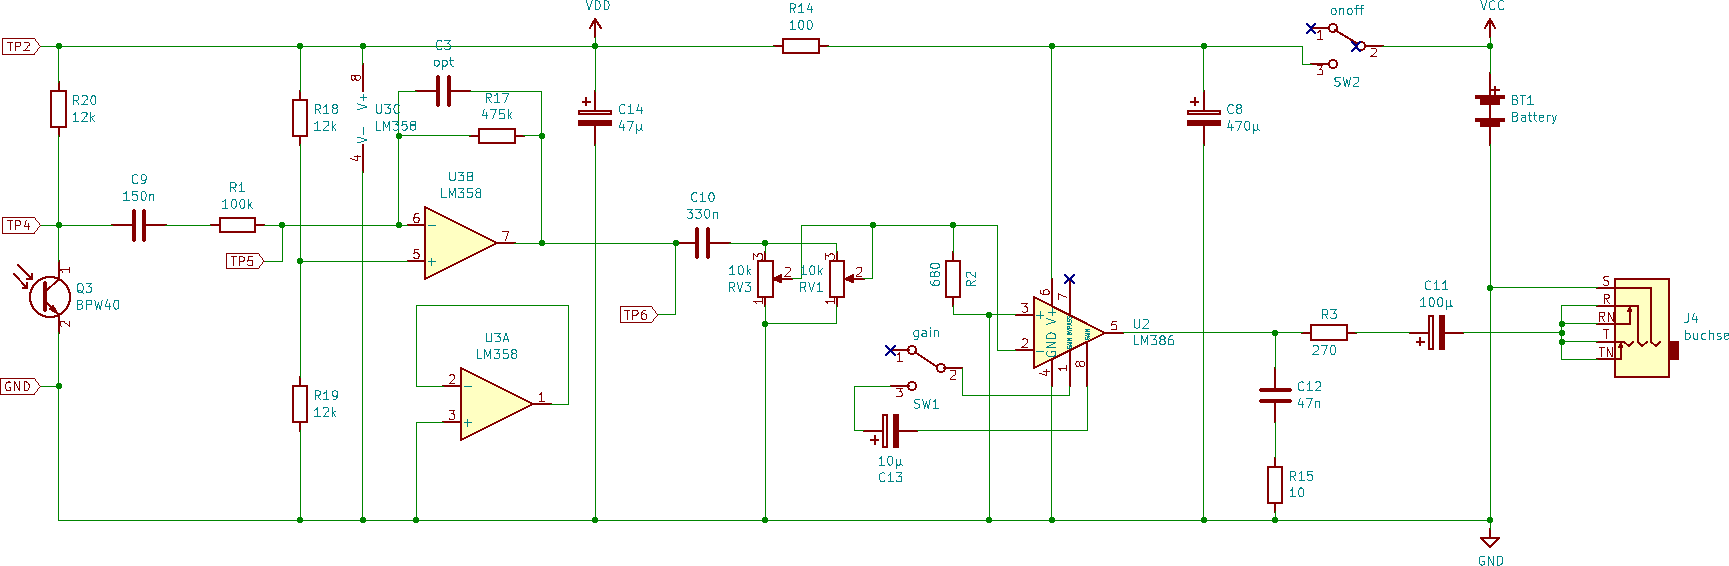 VDD
R14
100
onoff
VCC
TP2
1
2
3
SW2
C3
opt
8
V+
U3C
LM358
V-
4
R20
12k
R18
12k
R17
475k
+
C14
47µ
+
C8
470µ
+
BT1
Battery
C9
150n
R1
100k
U3B
LM358
C10
330n
TP4
6
-
7
5
+
TP5
1
Q3
BPW40
2
3
10k
RV3
2
1
3
10k
RV1
2
1
680
R2
TP6
6
7
3
+
V+
BYPASS
GAIN
GAIN
GND
2
-
5
U2
LM386
4
1
8
R3
270
C11
100µ
+
S
R
RN
T
TN
J4
buchse
U3A
LM358
2
-
1
3
+
gain
1
2
3
SW1
+
10µ
C13
C12
47n
GND
R19
12k
R15
10
GND